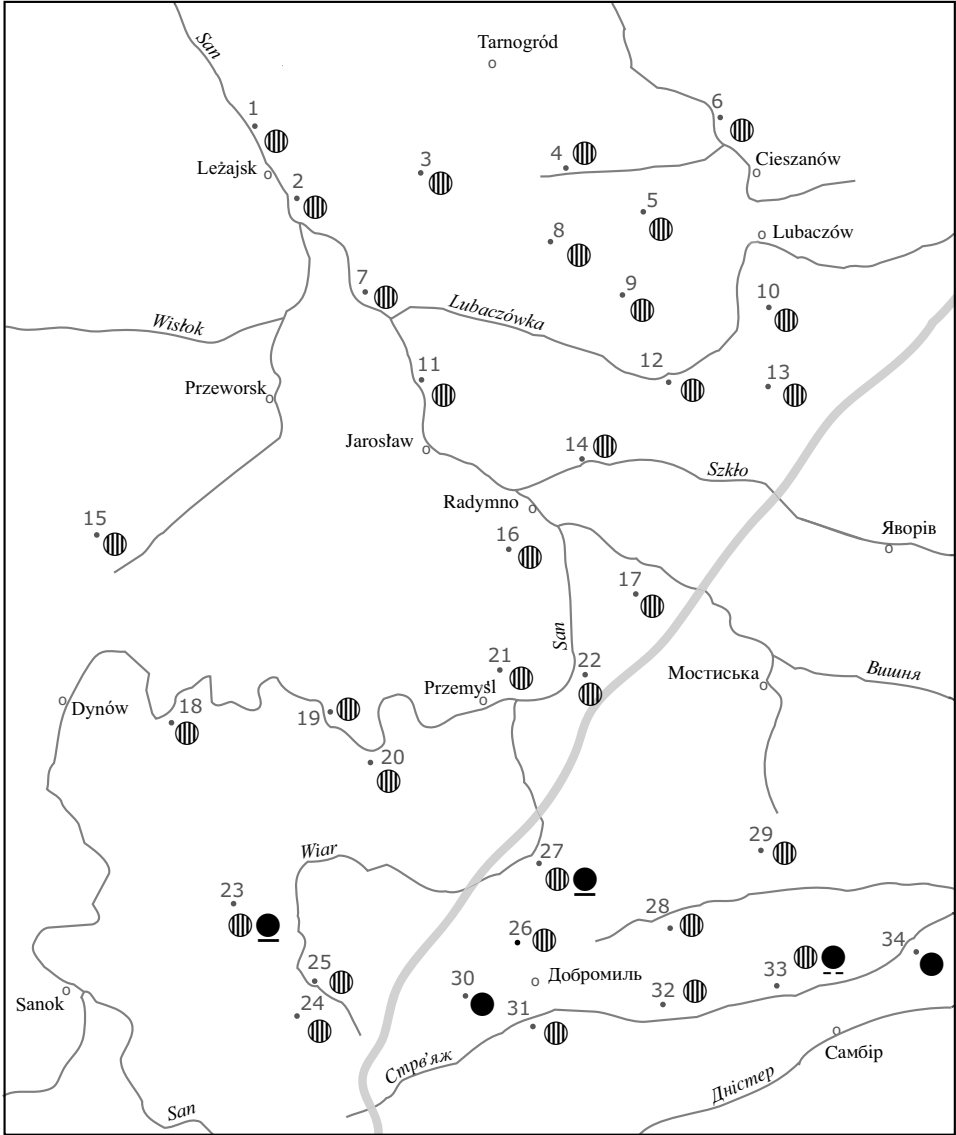 San
Tarnogród
1
6
Leżajsk
3
4
Cieszanów
2
5
8
Lubaczów
7
9
10
Wisłok
Lubaczówka
11
12
13
Przeworsk
Jarosław
14
Szkło
Radymno
15
16
Яворів
17
San
21
22
Przemyśl
Мостиська
Вишня
Dynów
18
19
20
Wiar
27
29
23
28
26
34
25
30
Добромиль
33
Sanok
24
31
32
Стрв’яж
Самбір
Дністер
San